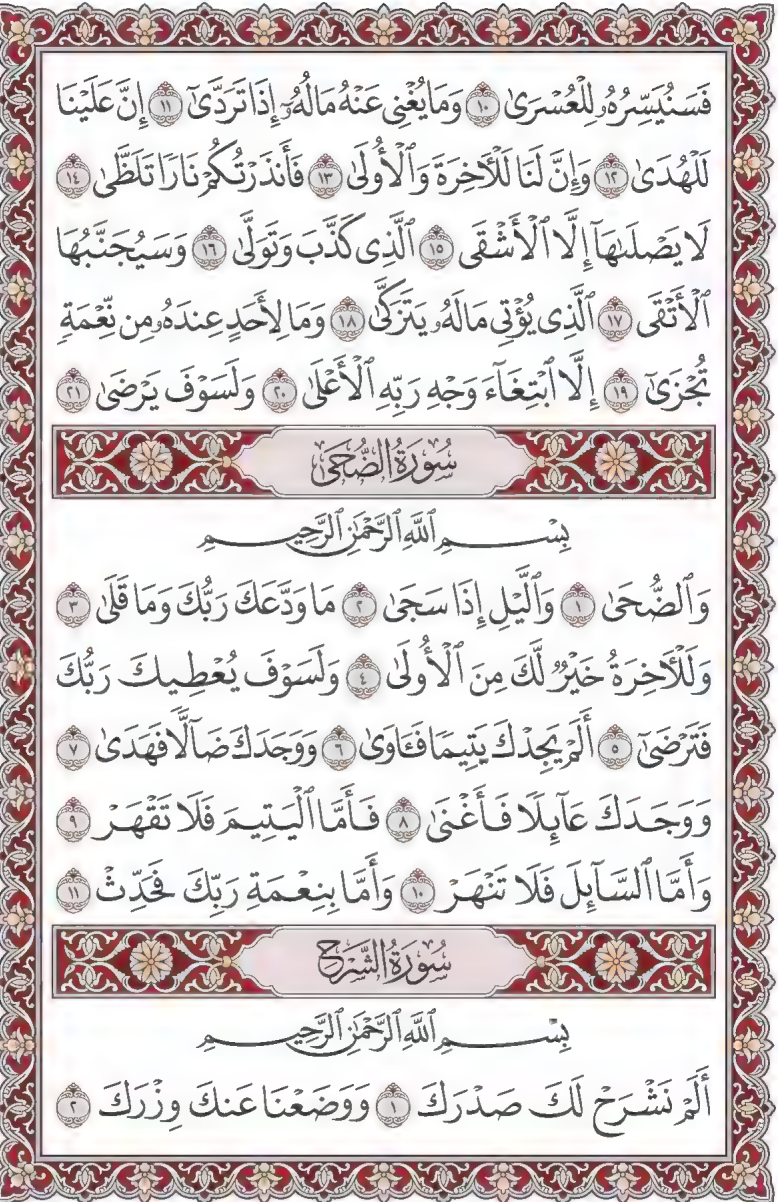 فَسَنُيَسِّرُهُۥ لِلْعُسْرَىٰ ١٠ وَمَا يُغْنِى عَنْهُ مَالُهُۥٓ إِذَا تَرَدَّىٰٓ ١١ إِنَّ عَلَيْنَا
لَلْهُدَىٰ ١٢ وَإِنَّ لَنَا لَلْءَاخِرَةَ وَٱلْأُولَىٰ ١٣ فَأَنذَرْتُكُمْ نَارًا تَلَظَّىٰ ١٤
لَا يَصْلَىٰهَآ إِلَّا ٱلْأَشْقَى ١٥ ٱلَّذِى كَذَّبَ وَتَوَلَّىٰ ١٦ وَسَيُجَنَّبُهَا
ٱلْأَتْقَى ١٧ ٱلَّذِى يُؤْتِى مَالَهُۥ يَتَزَكَّىٰ ١٨ وَمَا لِأَحَدٍ عِندَهُۥ مِن نِّعْمَةٍ
تُجْزَىٰٓ ١٩ إِلَّا ٱبْتِغَآءَ وَجْهِ رَبِّهِ ٱلْأَعْلَىٰ ٢٠ وَلَسَوْفَ يَرْضَىٰ ٢١
سُورَةُ الضُّحَىٰ
بِسْمِ ٱللَّهِ ٱلرَّحْمَٰنِ ٱلرَّحِيمِ
وَٱلضُّحَىٰ ١ وَٱلَّيْلِ إِذَا سَجَىٰ ٢ مَا وَدَّعَكَ رَبُّكَ وَمَا قَلَىٰ ٣
وَلَلْءَاخِرَةُ خَيْرٌ لَّكَ مِنَ ٱلْأُولَىٰ ٤ وَلَسَوْفَ يُعْطِيكَ رَبُّكَ
فَتَرْضَىٰٓ ٥ أَلَمْ يَجِدْكَ يَتِيمًا فَـَٔاوَىٰ ٦ وَوَجَدَكَ ضَآلًّا فَهَدَىٰ ٧
وَوَجَدَكَ عَآئِلًا فَأَغْنَىٰ ٨ فَأَمَّا ٱلْيَتِيمَ فَلَا تَقْهَرْ ٩
وَأَمَّا ٱلسَّآئِلَ فَلَا تَنْهَرْ ١٠ وَأَمَّا بِنِعْمَةِ رَبِّكَ فَحَدِّثْ ١١
سُورَةُ الشَّرْحِ
بِسْمِ ٱللَّهِ ٱلرَّحْمَٰنِ ٱلرَّحِيمِ
أَلَمْ نَشْرَحْ لَكَ صَدْرَكَ ١ وَوَضَعْنَا عَنكَ وِزْرَكَ ٢